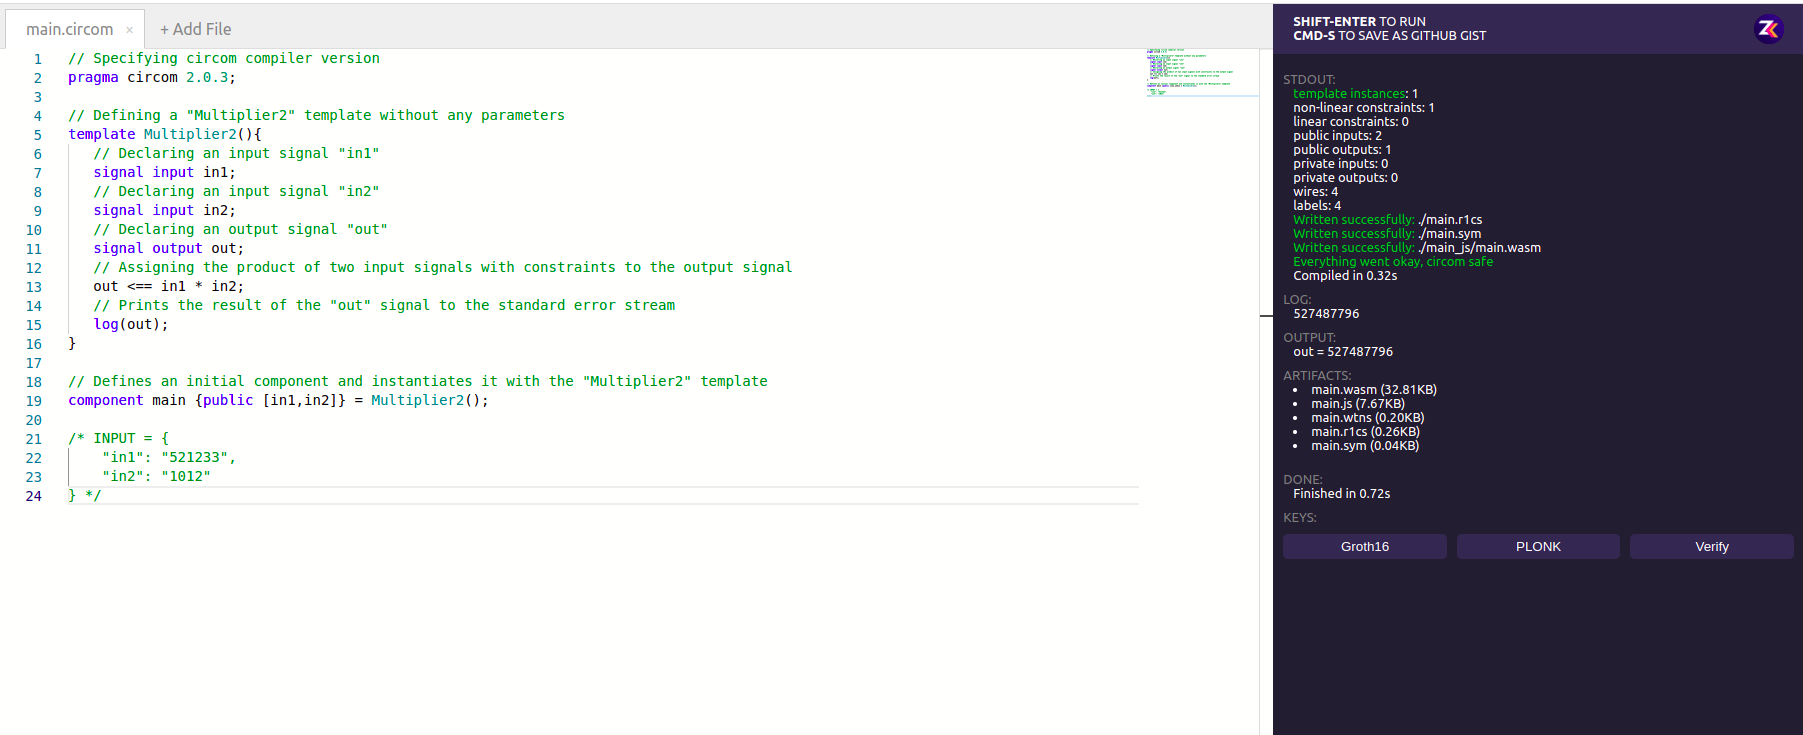 main.circom ×
+ Add File
1 // Specifying circom compiler version
2 pragma circom 2.0.3;
3
4 // Defining a "Multiplier2" template without any parameters
5 template Multiplier2(){
6 // Declaring an input signal "in1"
7 signal input in1;
8 // Declaring an input signal "in2"
9 signal input in2;
10 // Declaring an output signal "out"
11 signal output out;
12 // Assigning the product of two input signals with constraints to the output signal
13 out <== in1 * in2;
14 // Prints the result of the "out" signal to the standard error stream
15 log(out);
16 }
17
18 // Defines an initial component and instantiates it with the "Multiplier2" template
19 component main {public [in1,in2]} = Multiplier2();
20
21 /* INPUT = {
22 "in1": "521233",
23 "in2": "1012"
24 } */
SHIFT-ENTER TO RUN
CMD-S TO SAVE AS GITHUB GIST
ZK
STDOUT:
template instances: 1
non-linear constraints: 1
linear constraints: 0
public inputs: 2
public outputs: 1
private inputs: 0
private outputs: 0
wires: 4
labels: 4
Written successfully: ./main.r1cs
Written successfully: ./main.sym
Written successfully: ./main_js/main.wasm
Everything went okay, circom safe
Compiled in 0.32s
LOG:
527487796
OUTPUT:
out = 527487796
ARTIFACTS:
• main.wasm (32.81KB)
• main.js (7.67KB)
• main.wtns (0.20KB)
• main.r1cs (0.26KB)
• main.sym (0.04KB)
DONE:
Finished in 0.72s
KEYS:
Groth16
PLONK
Verify